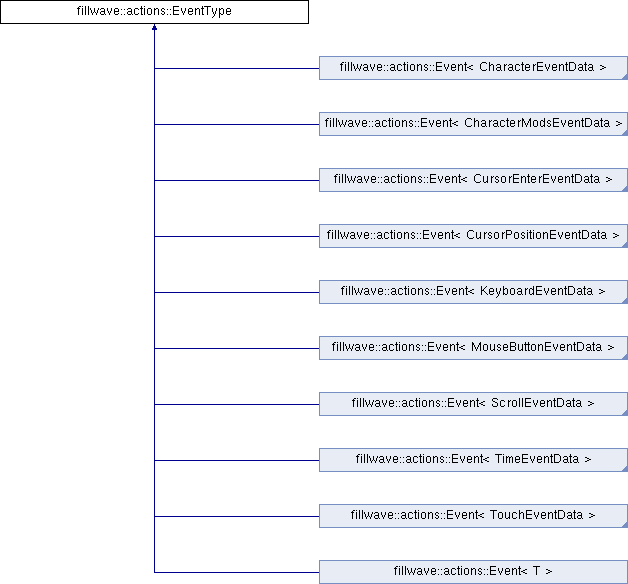 fillwave::actions::EventType
fillwave::actions::Event< CharacterEventData >
fillwave::actions::Event< CharacterModsEventData >
fillwave::actions::Event< CursorEnterEventData >
fillwave::actions::Event< CursorPositionEventData >
fillwave::actions::Event< KeyboardEventData >
fillwave::actions::Event< MouseButtonEventData >
fillwave::actions::Event< ScrollEventData >
fillwave::actions::Event< TimeEventData >
fillwave::actions::Event< TouchEventData >
fillwave::actions::Event< T >